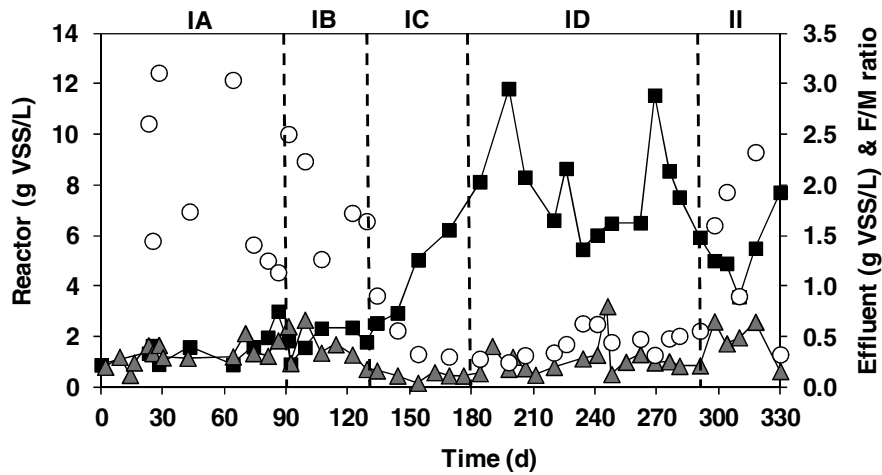 IA IB IC ID II
14 3.5
12 3.0
10 2.5
8 2.0
6 1.5
4 1.0
2 0.5
0 0.0
Reactor (g VSS/L)
Effluent (g VSS/L) & F/M ratio
0 30 60 90 120 150 180 210 240 270 300 330
Time (d)